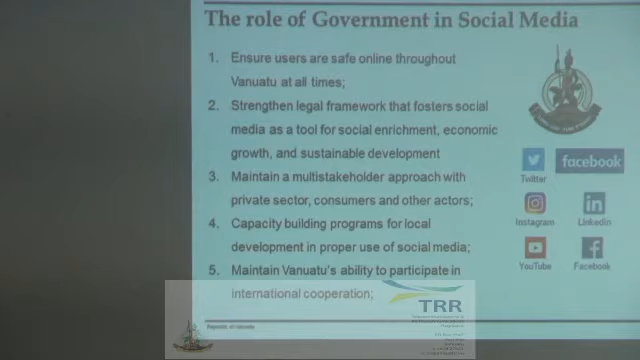 The role of Government in Social Media
1. Ensure users are safe online throughout
Vanuatu at all times;
2. Strengthen legal framework that fosters social
media as a tool for social enrichment, economic
growth, and sustainable development
3. Maintain a multistakeholder approach with
private sector, consumers and other actors;
4. Capacity building programs for local
development in proper use of social media;
5. Maintain Vanuatu's ability to participate in
international cooperation;
facebook
Twitter
in
Instagram
Linkedin
YouTube
Facebook
TRR
Republic of Vanuatu